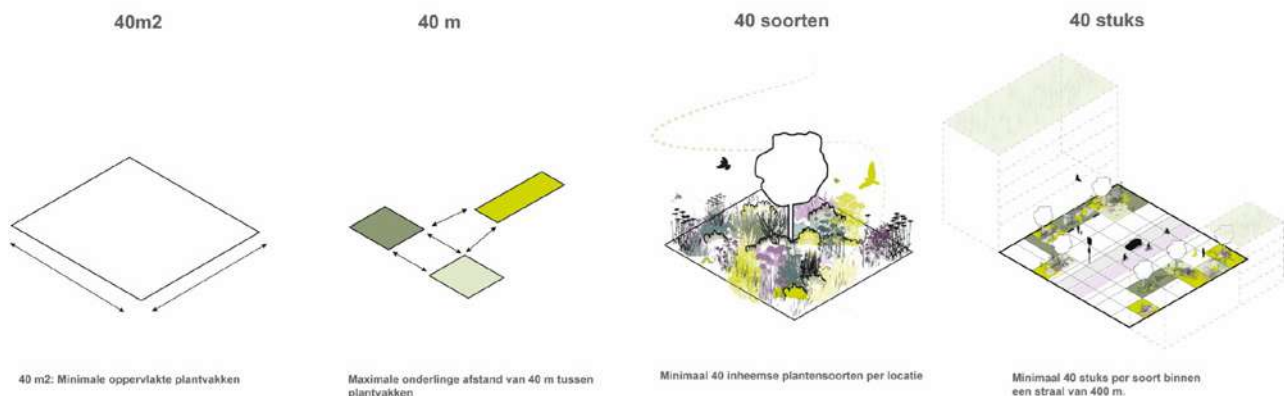 40m2
40 m
40 soorten
40 stuks
40 m2: Minimale oppervlakte plantvakken
Maximale onderlinge afstand van 40 m tussen
plantvakken
Minimaal 40 inheemse plantensoorten per locatie
Minimaal 40 stuks per soort binnen
een straal van 400 m.